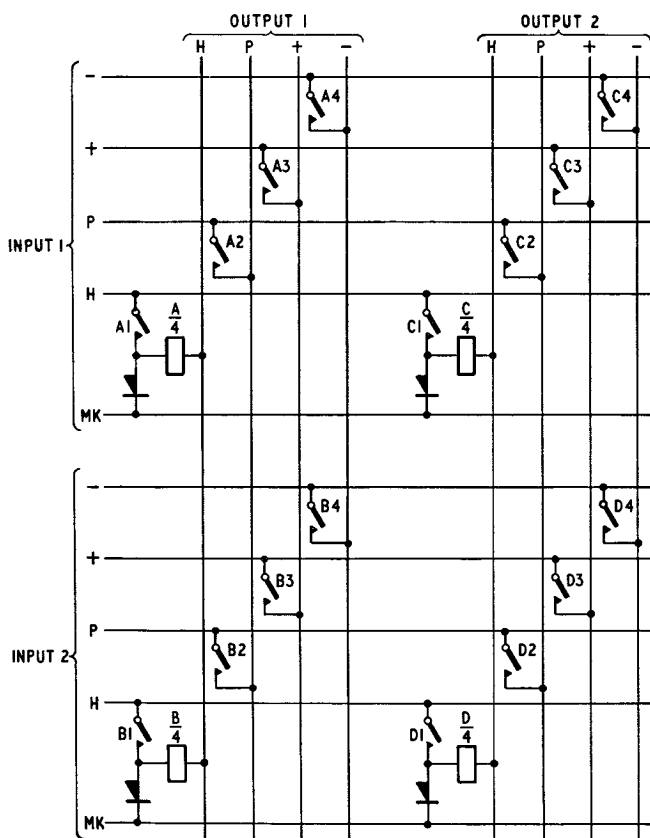 OUTPUT 1 OUTPUT 2
H P + - H P + -
-
A4 C4
+
A3 C3
P
A2 C2
INPUT 1
H
A1 A/4 C1 C/4
MK
-
B4 D4
+
B3 D3
P
B2 D2
INPUT 2
H
B1 B/4 D1 D/4
MK